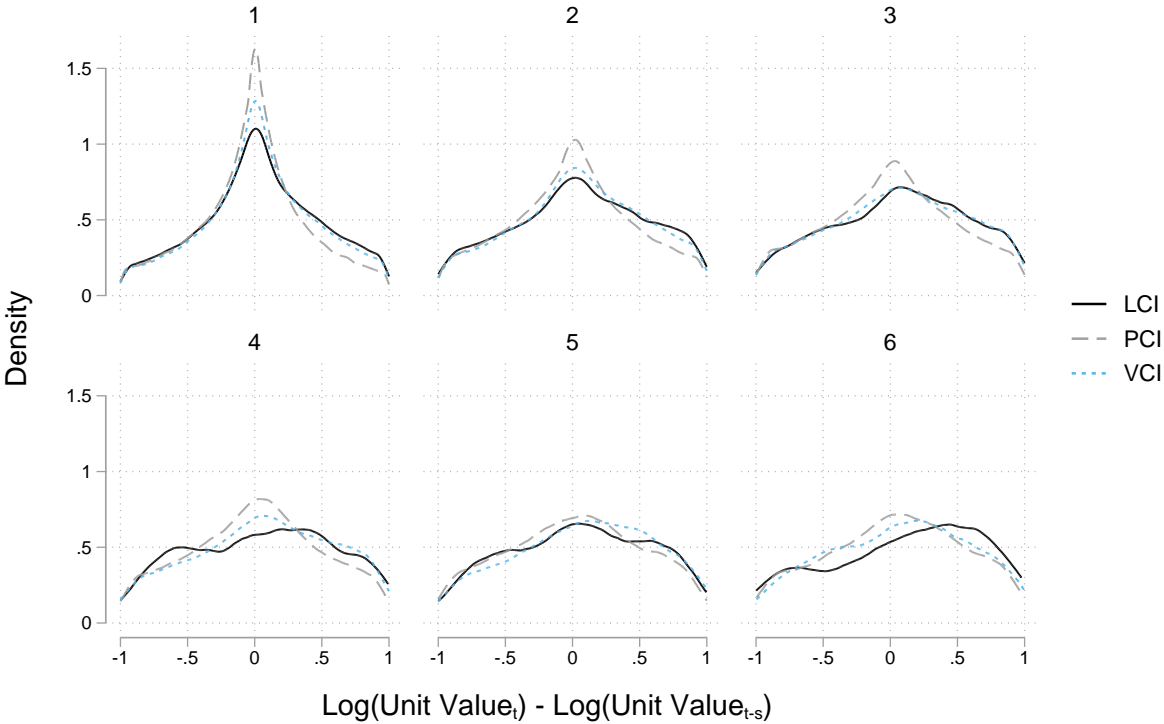 1 2 3
1.5
1
.5
0
Density
LCI
PCI
VCI
4 5 6
1.5
1
.5
0
-1 -.5 0 .5 1 -1 -.5 0 .5 1 -1 -.5 0 .5 1
Log(Unit Valueₜ) - Log(Unit Valueₜ₋ₛ)